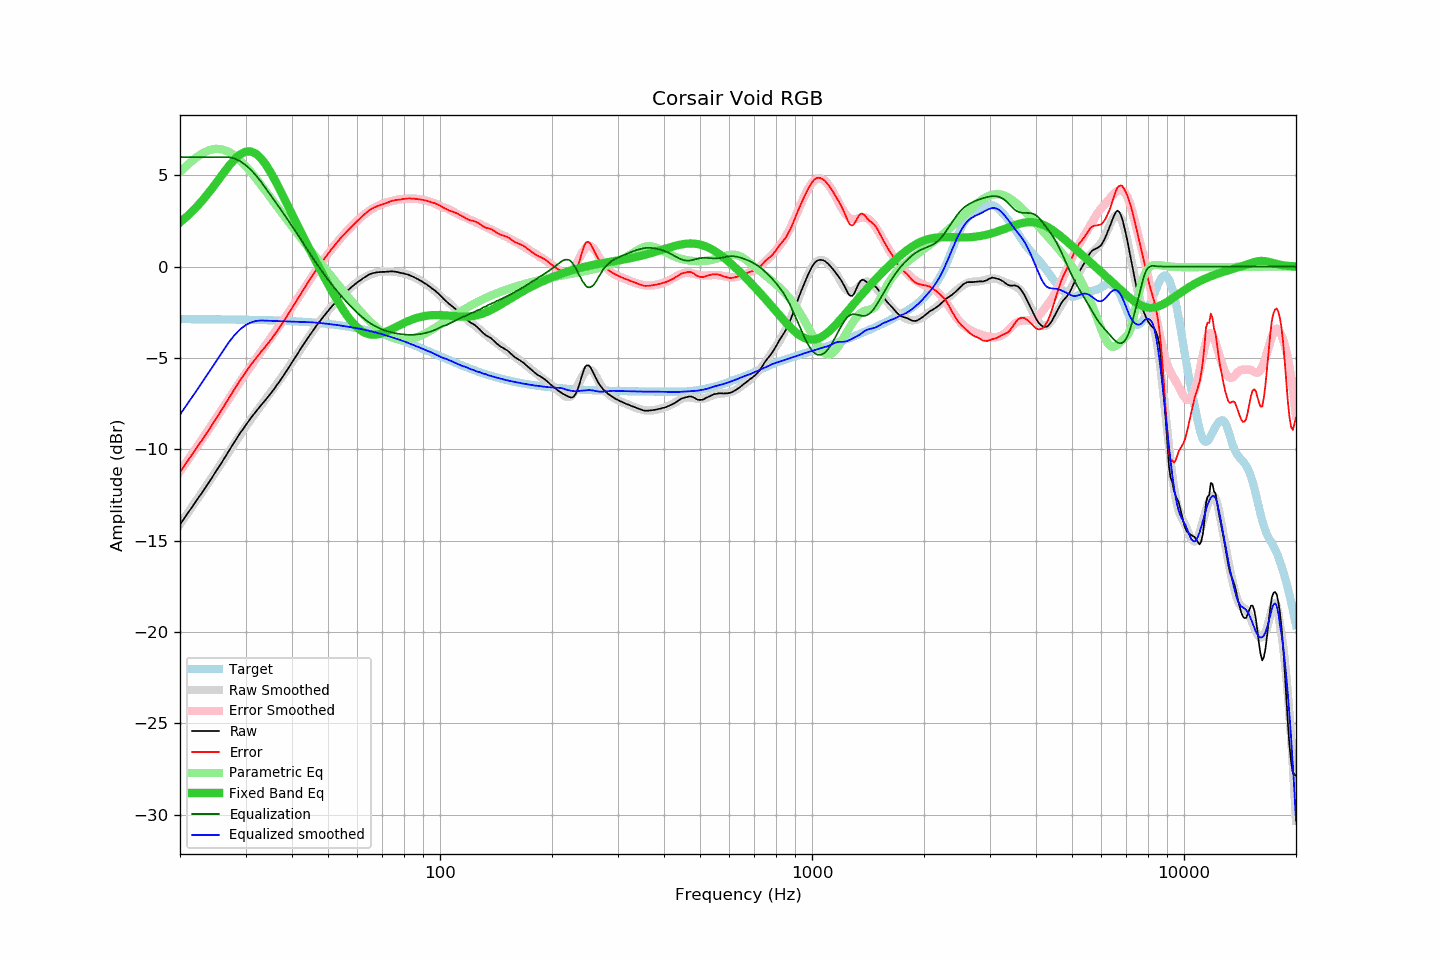 Corsair Void RGB
Amplitude (dBr)
5
0
−5
−10
−15
−20
−25
−30
Target
Raw Smoothed
Error Smoothed
Raw
Error
Parametric Eq
Fixed Band Eq
Equalization
Equalized smoothed
100
1000
10000
Frequency (Hz)